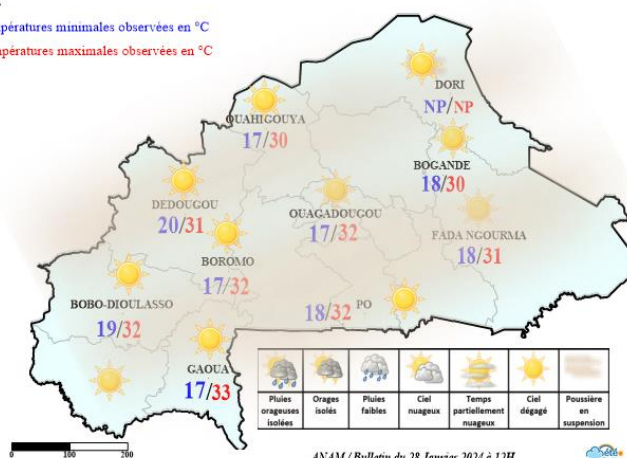 températures minimales observées en °C
températures maximales observées en °C
DORI
NP/NP
OUAHIGOUYA
17/30
BOGANDE
18/30
DEDOUGOU
20/31
OUAGADOUGOU
17/32
FADA NGOURMA
18/31
BOROMO
17/32
BOBO-DIOULASSO
19/32
18/32 PO
GAOUA
17/33
Pluies orageuses isolées
Orages isolés
Pluies faibles
Ciel nuageux
Temps partiellement nuageux
Ciel dégagé
Poussière en suspension
0 100 200
ANAM / Bulletin du 28 Janvier 2024 à 12H
météo